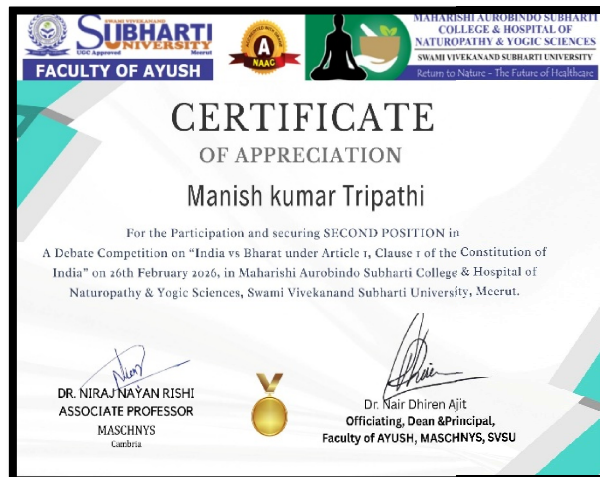 SWAMI VIVEKANAND
SUBHARTI
UNIVERSITY
UGC Approved Meerut
FACULTY OF AYUSH
A
NAAC
MAHARISHI AUROBINDO SUBHARTI
COLLEGE & HOSPITAL OF
NATUROPATHY & YOGIC SCIENCES
SWAMI VIVEKANAND SUBHARTI UNIVERSITY
Return to Nature - The Future of Healthcare
CERTIFICATE
OF APPRECIATION
Manish kumar Tripathi
For the Participation and securing SECOND POSITION in
A Debate Competition on "India vs Bharat under Article 1, Clause 1 of the Constitution of
India" on 26th February 2026, in Maharishi Aurobindo Subharti College & Hospital of
Naturopathy & Yogic Sciences, Swami Vivekanand Subharti University, Meerut.
DR. NIRAJ NAYAN RISHI
ASSOCIATE PROFESSOR
MASCHNYS
Cambria
Dr. Nair Dhiren Ajit
Officiating, Dean &Principal,
Faculty of AYUSH, MASCHNYS, SVSU